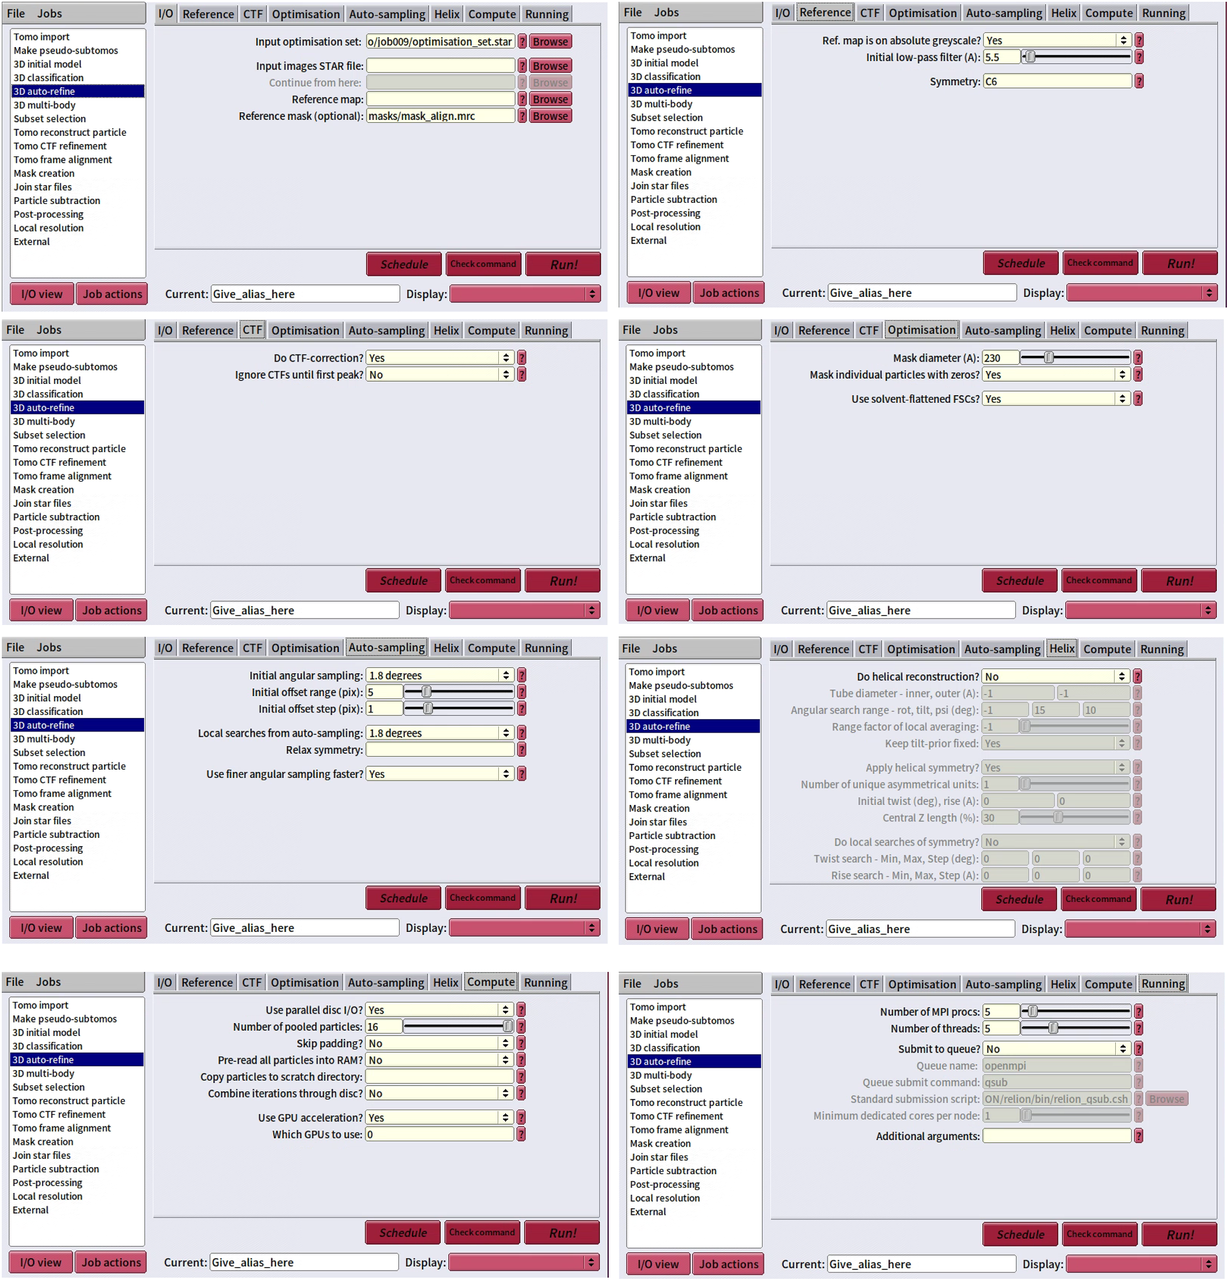 File Jobs
I/O Reference CTF Optimisation Auto-sampling Helix Compute Running
Tomo import
Make pseudo-subtomos
3D initial model
3D classification
3D auto-refine
3D multi-body
Subset selection
Tomo reconstruct particle
Tomo CTF refinement
Tomo frame alignment
Mask creation
Join star files
Particle subtraction
Post-processing
Local resolution
External
Input optimisation set: o/job009/optimisation_set.star ? Browse
Input images STAR file: ? Browse
Continue from here: ? Browse
Reference map: ? Browse
Reference mask (optional): masks/mask_align.mrc ? Browse
Schedule Check command Run!
I/O view Job actions Current: Give_alias_here Display:
File Jobs
I/O Reference CTF Optimisation Auto-sampling Helix Compute Running
Tomo import
Make pseudo-subtomos
3D initial model
3D classification
3D auto-refine
3D multi-body
Subset selection
Tomo reconstruct particle
Tomo CTF refinement
Tomo frame alignment
Mask creation
Join star files
Particle subtraction
Post-processing
Local resolution
External
Ref. map is on absolute greyscale? Yes ?
Initial low-pass filter (A): 5.5 ?
Symmetry: C6 ?
Schedule Check command Run!
I/O view Job actions Current: Give_alias_here Display:
File Jobs
I/O Reference CTF Optimisation Auto-sampling Helix Compute Running
Tomo import
Make pseudo-subtomos
3D initial model
3D classification
3D auto-refine
3D multi-body
Subset selection
Tomo reconstruct particle
Tomo CTF refinement
Tomo frame alignment
Mask creation
Join star files
Particle subtraction
Post-processing
Local resolution
External
Do CTF-correction? Yes ?
Ignore CTFs until first peak? No ?
Schedule Check command Run!
I/O view Job actions Current: Give_alias_here Display:
File Jobs
I/O Reference CTF Optimisation Auto-sampling Helix Compute Running
Tomo import
Make pseudo-subtomos
3D initial model
3D classification
3D auto-refine
3D multi-body
Subset selection
Tomo reconstruct particle
Tomo CTF refinement
Tomo frame alignment
Mask creation
Join star files
Particle subtraction
Post-processing
Local resolution
External
Mask diameter (A): 230 ?
Mask individual particles with zeros? Yes ?
Use solvent-flattened FSCs? Yes ?
Schedule Check command Run!
I/O view Job actions Current: Give_alias_here Display:
File Jobs
I/O Reference CTF Optimisation Auto-sampling Helix Compute Running
Tomo import
Make pseudo-subtomos
3D initial model
3D classification
3D auto-refine
3D multi-body
Subset selection
Tomo reconstruct particle
Tomo CTF refinement
Tomo frame alignment
Mask creation
Join star files
Particle subtraction
Post-processing
Local resolution
External
Initial angular sampling: 1.8 degrees ?
Initial offset range (pix): 5 ?
Initial offset step (pix): 1 ?
Local searches from auto-sampling: 1.8 degrees ?
Relax symmetry: ?
Use finer angular sampling faster? Yes ?
Schedule Check command Run!
I/O view Job actions Current: Give_alias_here Display:
File Jobs
I/O Reference CTF Optimisation Auto-sampling Helix Compute Running
Tomo import
Make pseudo-subtomos
3D initial model
3D classification
3D auto-refine
3D multi-body
Subset selection
Tomo reconstruct particle
Tomo CTF refinement
Tomo frame alignment
Mask creation
Join star files
Particle subtraction
Post-processing
Local resolution
External
Do helical reconstruction? No ?
Tube diameter - inner, outer (A): -1 -1 ?
Angular search range - rot, tilt, psi (deg): -1 15 10 ?
Range factor of local averaging: -1 ?
Keep tilt-prior fixed: Yes ?
Apply helical symmetry? Yes ?
Number of unique asymmetrical units: 1 ?
Initial twist (deg), rise (A): 0 0 ?
Central Z length (%): 30 ?
Do local searches of symmetry? No ?
Twist search - Min, Max, Step (deg): 0 0 0 ?
Rise search - Min, Max, Step (A): 0 0 0 ?
Schedule Check command Run!
I/O view Job actions Current: Give_alias_here Display:
File Jobs
I/O Reference CTF Optimisation Auto-sampling Helix Compute Running
Tomo import
Make pseudo-subtomos
3D initial model
3D classification
3D auto-refine
3D multi-body
Subset selection
Tomo reconstruct particle
Tomo CTF refinement
Tomo frame alignment
Mask creation
Join star files
Particle subtraction
Post-processing
Local resolution
External
Use parallel disc I/O? Yes ?
Number of pooled particles: 16 ?
Skip padding? No ?
Pre-read all particles into RAM? No ?
Copy particles to scratch directory: ?
Combine iterations through disc? No ?
Use GPU acceleration? Yes ?
Which GPUs to use: 0 ?
Schedule Check command Run!
I/O view Job actions Current: Give_alias_here Display:
File Jobs
I/O Reference CTF Optimisation Auto-sampling Helix Compute Running
Tomo import
Make pseudo-subtomos
3D initial model
3D classification
3D auto-refine
3D multi-body
Subset selection
Tomo reconstruct particle
Tomo CTF refinement
Tomo frame alignment
Mask creation
Join star files
Particle subtraction
Post-processing
Local resolution
External
Number of MPI procs: 5 ?
Number of threads: 5 ?
Submit to queue? No ?
Queue name: openmpi ?
Queue submit command: qsub ?
Standard submission script: ON/relion/bin/relion_qsub.csh ? Browse
Minimum dedicated cores per node: 1 ?
Additional arguments: ?
Schedule Check command Run!
I/O view Job actions Current: Give_alias_here Display: